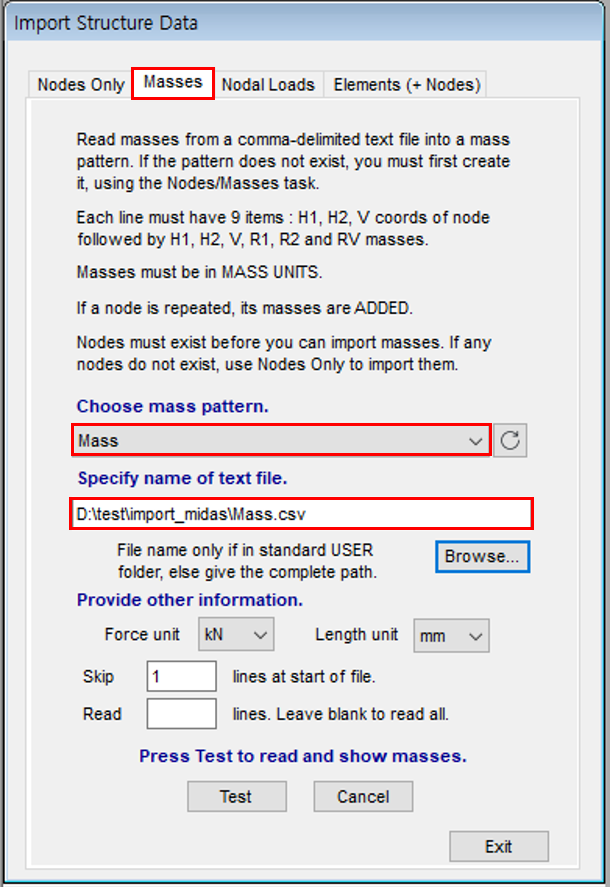 Import Structure Data
Nodes Only Masses Nodal Loads Elements (+ Nodes)
Read masses from a comma-delimited text file into a mass
pattern. If the pattern does not exist, you must first create
it, using the Nodes/Masses task.
Each line must have 9 items : H1, H2, V coords of node
followed by H1, H2, V, R1, R2 and RV masses.
Masses must be in MASS UNITS.
If a node is repeated, its masses are ADDED.
Nodes must exist before you can import masses. If any
nodes do not exist, use Nodes Only to import them.
Choose mass pattern.
Mass
Specify name of text file.
D:\test\import_midas\Mass.csv
File name only if in standard USER
folder, else give the complete path.
Browse...
Provide other information.
Force unit kN Length unit mm
Skip 1 lines at start of file.
Read lines. Leave blank to read all.
Press Test to read and show masses.
Test Cancel
Exit